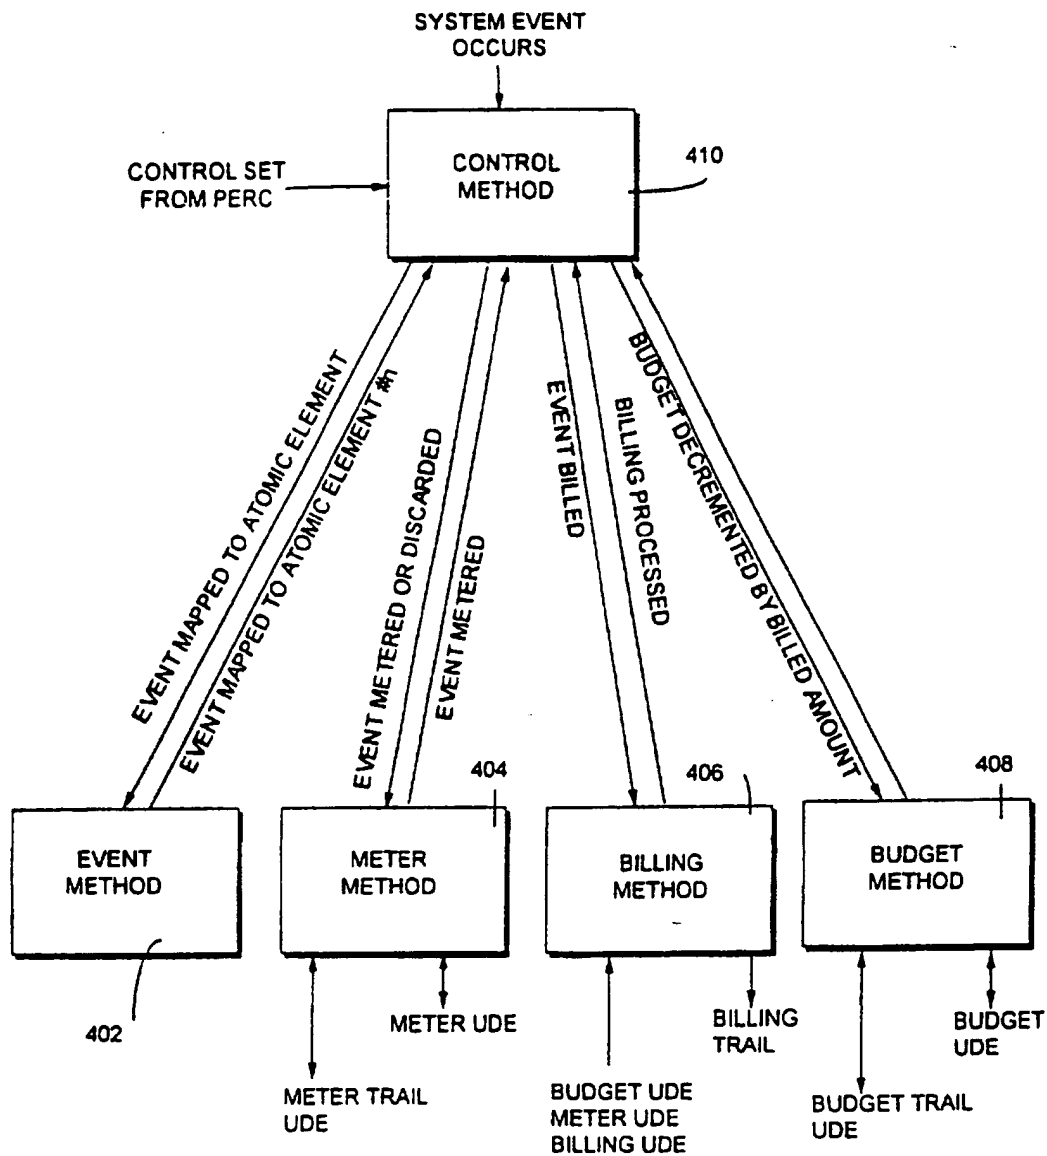 SYSTEM EVENT
OCCURS
CONTROL
METHOD
410
CONTROL SET
FROM PERC
EVENT MAPPED TO ATOMIC ELEMENT
EVENT MAPPED TO ATOMIC ELEMENT #n
EVENT METERED OR DISCARDED
EVENT METERED
EVENT BILLED
BILLING PROCESSED
BUDGET DECREMENTED BY BILLED AMOUNT
EVENT
METHOD
402
METER
METHOD
404
BILLING
METHOD
406
BUDGET
METHOD
408
METER UDE
METER TRAIL
UDE
BILLING
TRAIL
BUDGET UDE
METER UDE
BILLING UDE
BUDGET
UDE
BUDGET TRAIL
UDE